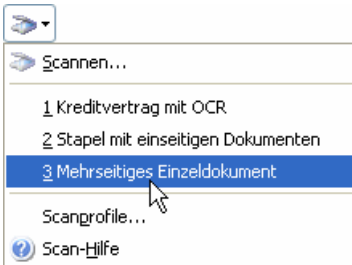 Scannen...
1 Kreditvertrag mit OCR
2 Stapel mit einseitigen Dokumenten
3 Mehrseitiges Einzeldokument
Scanprofile...
Scan-Hilfe